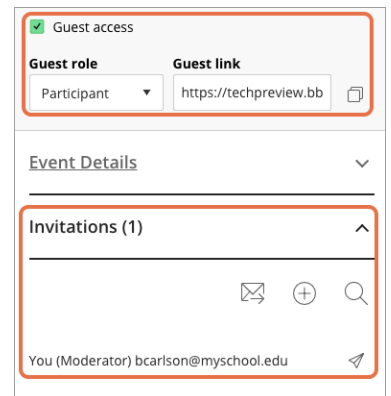 Guest access
Guest role Guest link
Participant https://techpreview.bb
Event Details
Invitations (1)
You (Moderator) bcarlson@myschool.edu